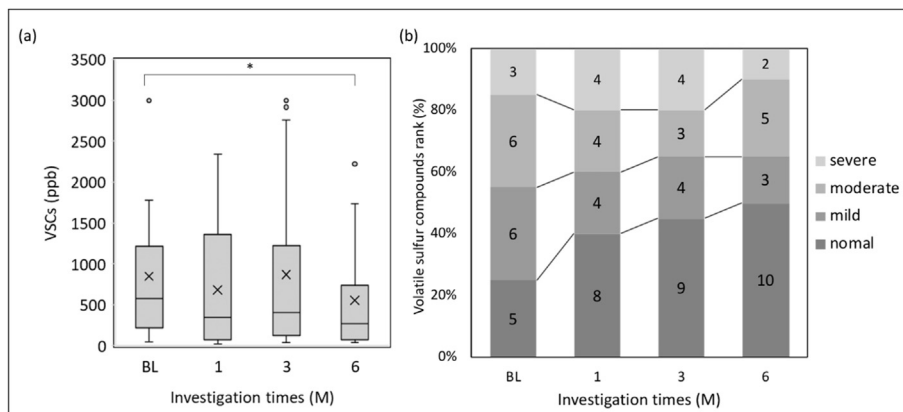 (a)
3500
3000
2500
2000
1500
1000
500
0
VSCs (ppb)
*
BL 1 3 6
Investigation times (M)
(b)
100%
80%
60%
40%
20%
0%
Volatile sulfur compounds rank (%)
3 4 4 2
6 4 3 5
6 4 4 3
5 8 9 10
BL 1 3 6
Investigation times (M)
severe
moderate
mild
nomal